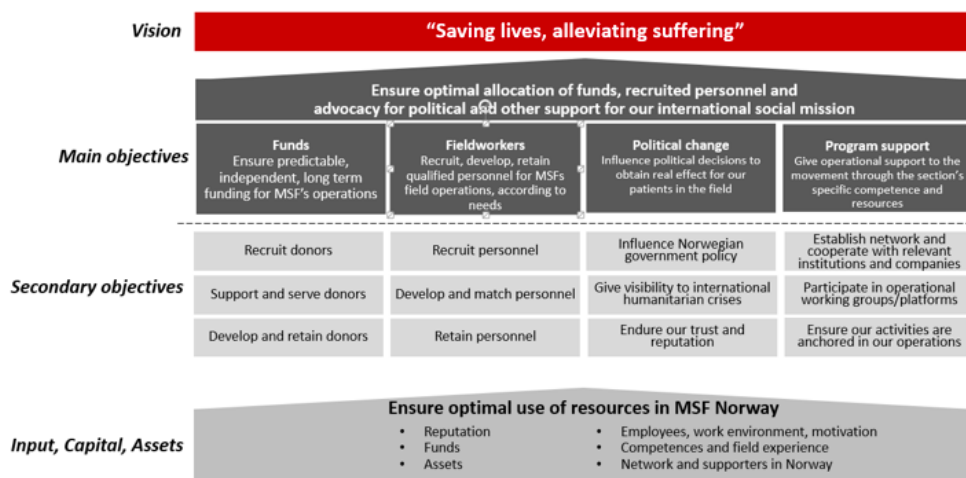 Vision
“Saving lives, alleviating suffering”
Ensure optimal allocation of funds, recruited personnel and
advocacy for political and other support for our international social mission
Main objectives
Funds
Ensure predictable,
independent, long term
funding for MSF’s operations
Fieldworkers
Recruit, develop, retain
qualified personnel for MSFs
field operations, according to
needs
Political change
Influence political decisions to
obtain real effect for our
patients in the field
Program support
Give operational support to the
movement through the section’s
specific competence and
resources
Secondary objectives
Recruit donors
Recruit personnel
Influence Norwegian
government policy
Establish network and
cooperate with relevant
institutions and companies
Support and serve donors
Develop and match personnel
Give visibility to international
humanitarian crises
Participate in operational
working groups/platforms
Develop and retain donors
Retain personnel
Endure our trust and
reputation
Ensure our activities are
anchored in our operations
Input, Capital, Assets
Ensure optimal use of resources in MSF Norway
• Reputation
• Funds
• Assets
• Employees, work environment, motivation
• Competences and field experience
• Network and supporters in Norway